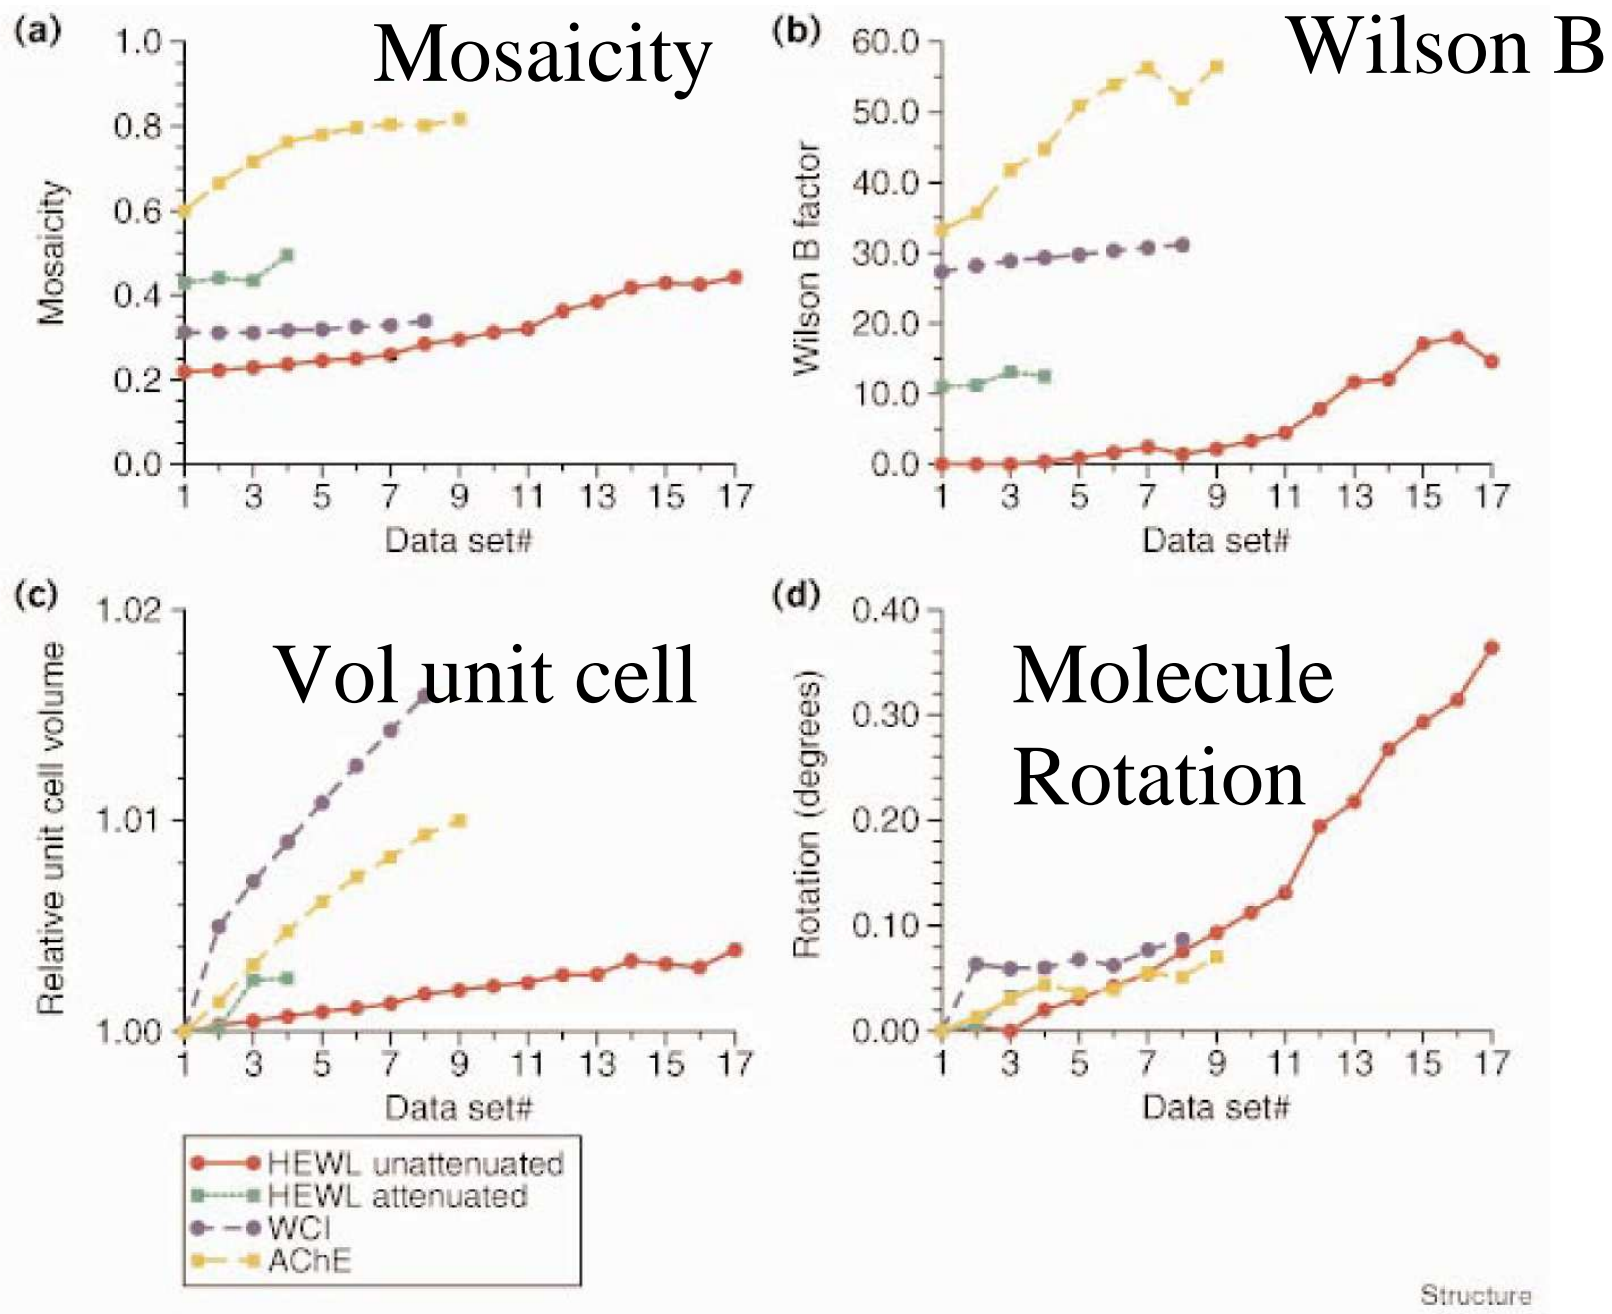 (a)
Mosaicity
Mosaicity
1.0
0.8
0.6
0.4
0.2
0.0
1 3 5 7 9 11 13 15 17
Data set#
(b)
Wilson B
Wilson B factor
60.0
50.0
40.0
30.0
20.0
10.0
0.0
1 3 5 7 9 11 13 15 17
Data set#
(c)
Vol unit cell
Relative unit cell volume
1.02
1.01
1.00
1 3 5 7 9 11 13 15 17
Data set#
(d)
Molecule
Rotation
Rotation (degrees)
0.40
0.30
0.20
0.10
0.00
1 3 5 7 9 11 13 15 17
Data set#
HEWL unattenuated
HEWL attenuated
WCI
AChE
Structure